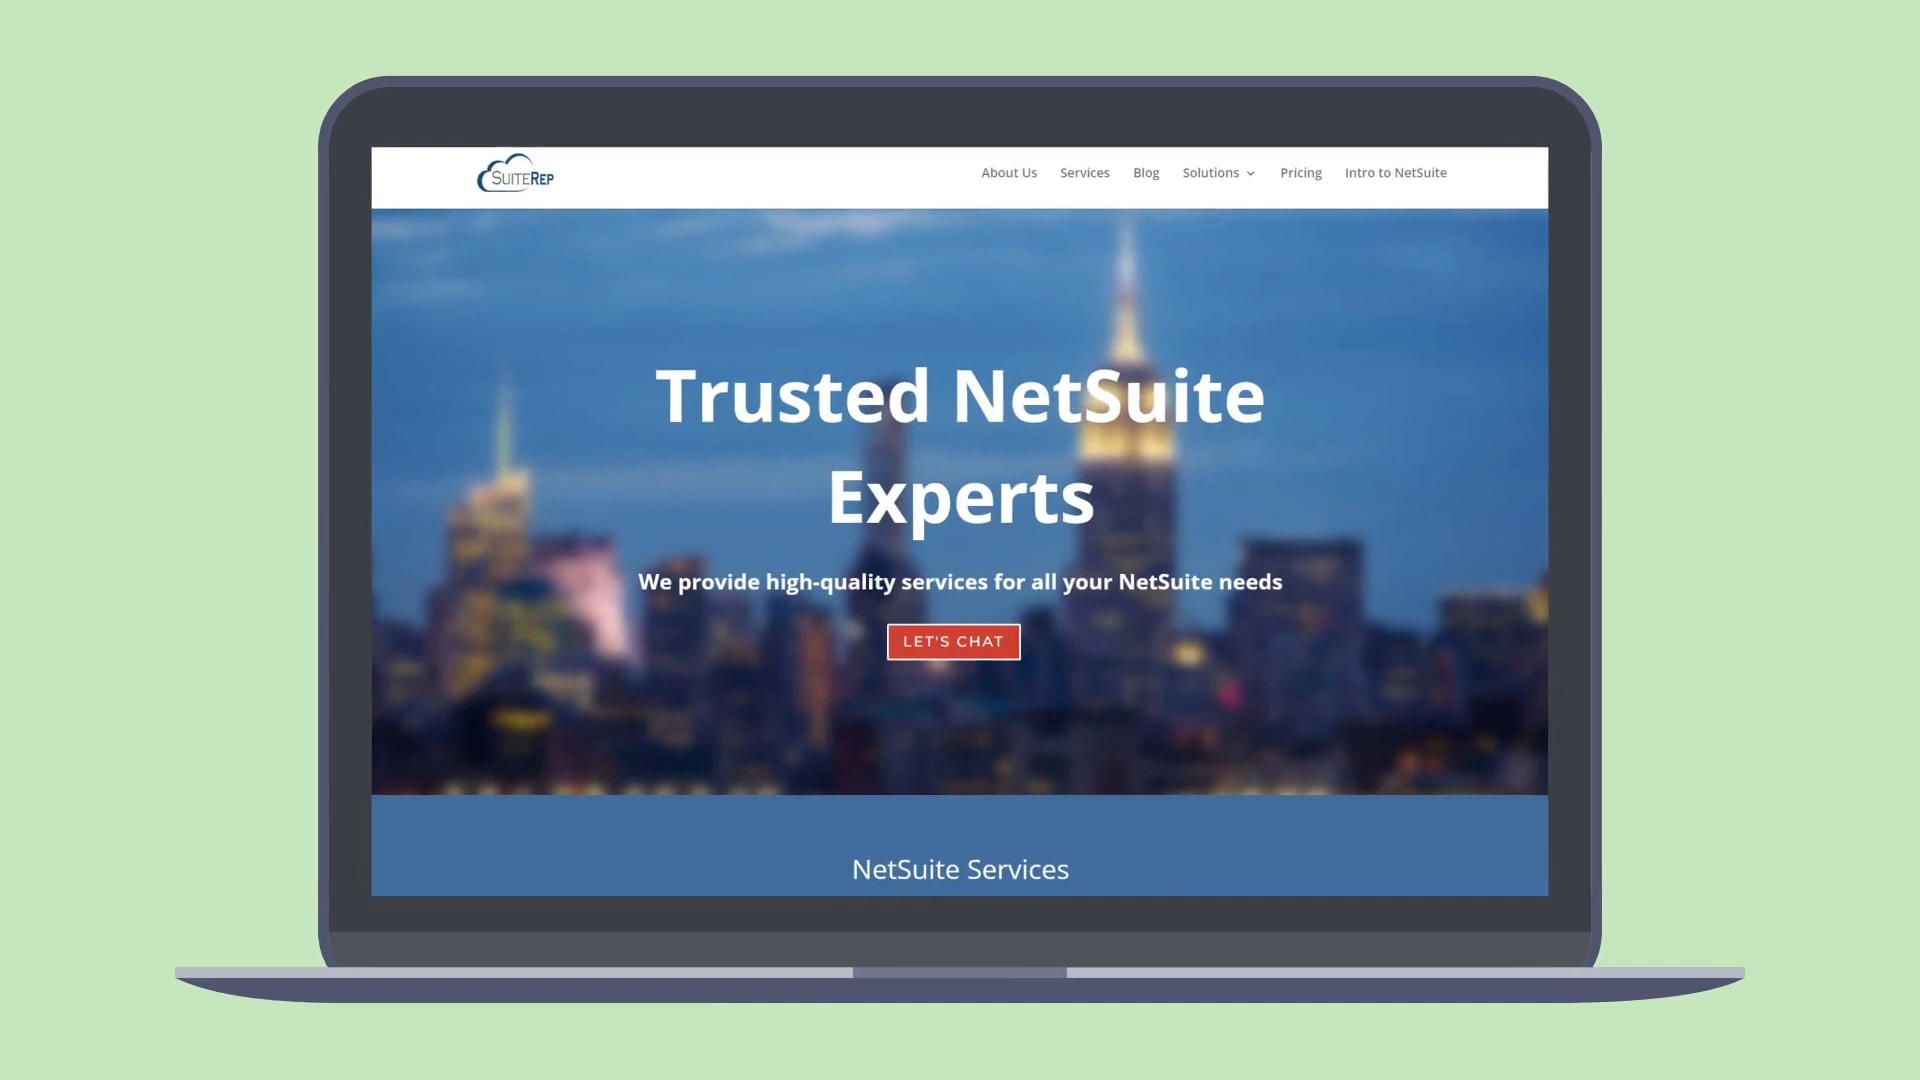 SUITEREP
About Us Services Blog Solutions Pricing Intro to NetSuite
Trusted NetSuite
Experts
We provide high-quality services for all your NetSuite needs
LET'S CHAT
NetSuite Services